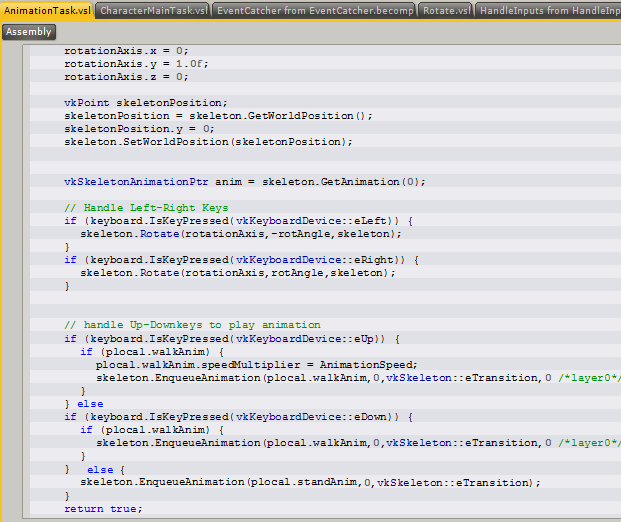 AnimationTask.vsl CharacterMainTask.vsl EventCatcher from EventCatcher.becomp Rotate.vsl HandleInputs from HandleInp
Assembly
rotationAxis.x = 0;
rotationAxis.y = 1.0f;
rotationAxis.z = 0;
vkPoint skeletonPosition;
skeletonPosition = skeleton.GetWorldPosition();
skeletonPosition.y = 0;
skeleton.SetWorldPosition(skeletonPosition);
vkSkeletonAnimationPtr anim = skeleton.GetAnimation(0);
// Handle Left-Right Keys
if (keyboard.IsKeyPressed(vkKeyboardDevice::eLeft)) {
skeleton.Rotate(rotationAxis,-rotAngle,skeleton);
}
if (keyboard.IsKeyPressed(vkKeyboardDevice::eRight)) {
skeleton.Rotate(rotationAxis,rotAngle,skeleton);
}
// handle Up-Downkeys to play animation
if (keyboard.IsKeyPressed(vkKeyboardDevice::eUp)) {
if (plocal.walkAnim) {
plocal.walkAnim.speedMultiplier = AnimationSpeed;
skeleton.EnqueueAnimation(plocal.walkAnim,0,vkSkeleton::eTransition,0 /*layer0*/
}
} else
if (keyboard.IsKeyPressed(vkKeyboardDevice::eDown)) {
if (plocal.walkAnim) {
skeleton.EnqueueAnimation(plocal.walkAnim,0,vkSkeleton::eTransition,0 /*layer0*/
}
} else {
skeleton.EnqueueAnimation(plocal.standAnim,0,vkSkeleton::eTransition);
}
return true;